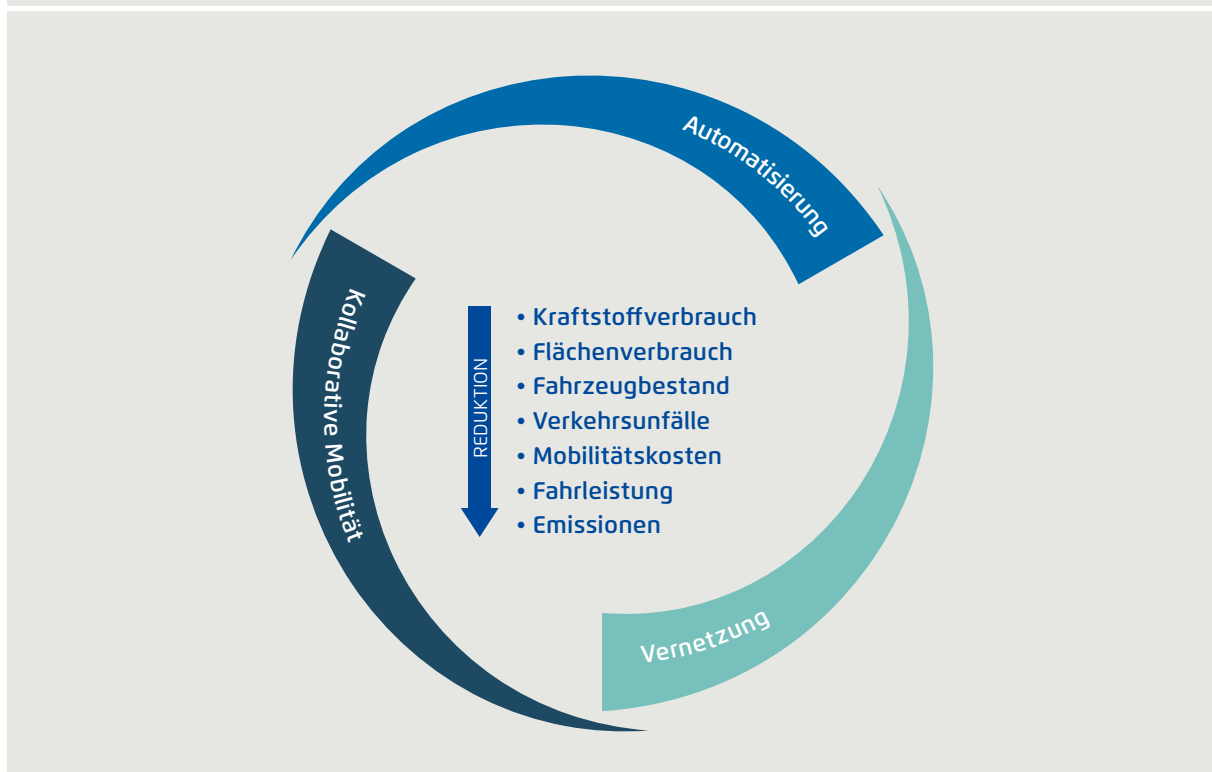 Automatisierung
Kollaborative Mobilität
REDUKTION
• Kraftstoffverbrauch
• Flächenverbrauch
• Fahrzeugbestand
• Verkehrsunfälle
• Mobilitätskosten
• Fahrleistung
• Emissionen
Vernetzung